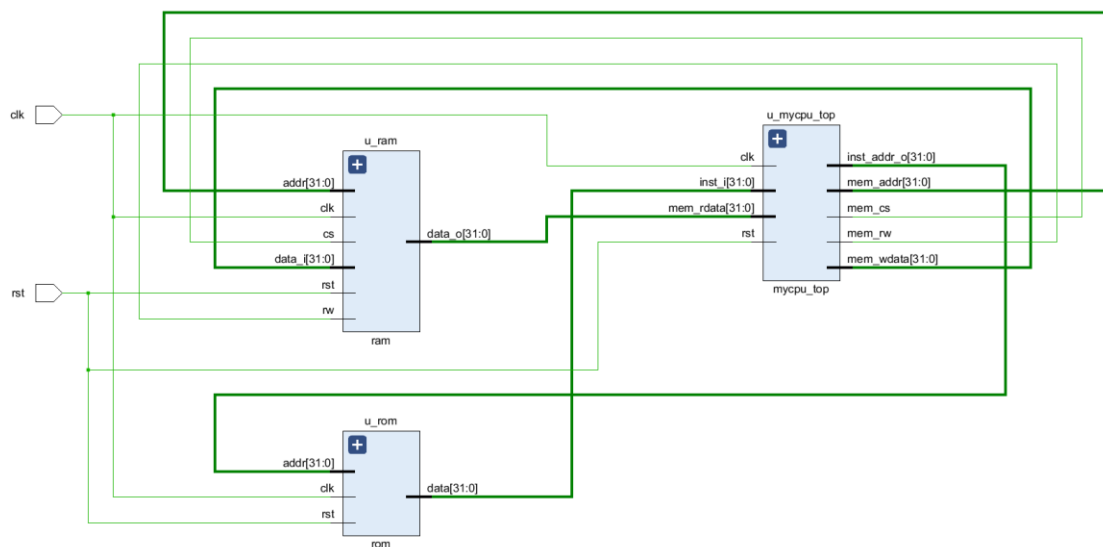 clk
rst
u_ram
addr[31:0]
clk
cs
data_i[31:0]
rst
rw
data_o[31:0]
ram
u_mycpu_top
clk
inst_i[31:0]
mem_rdata[31:0]
rst
inst_addr_o[31:0]
mem_addr[31:0]
mem_cs
mem_rw
mem_wdata[31:0]
mycpu_top
u_rom
addr[31:0]
clk
rst
data[31:0]
rom